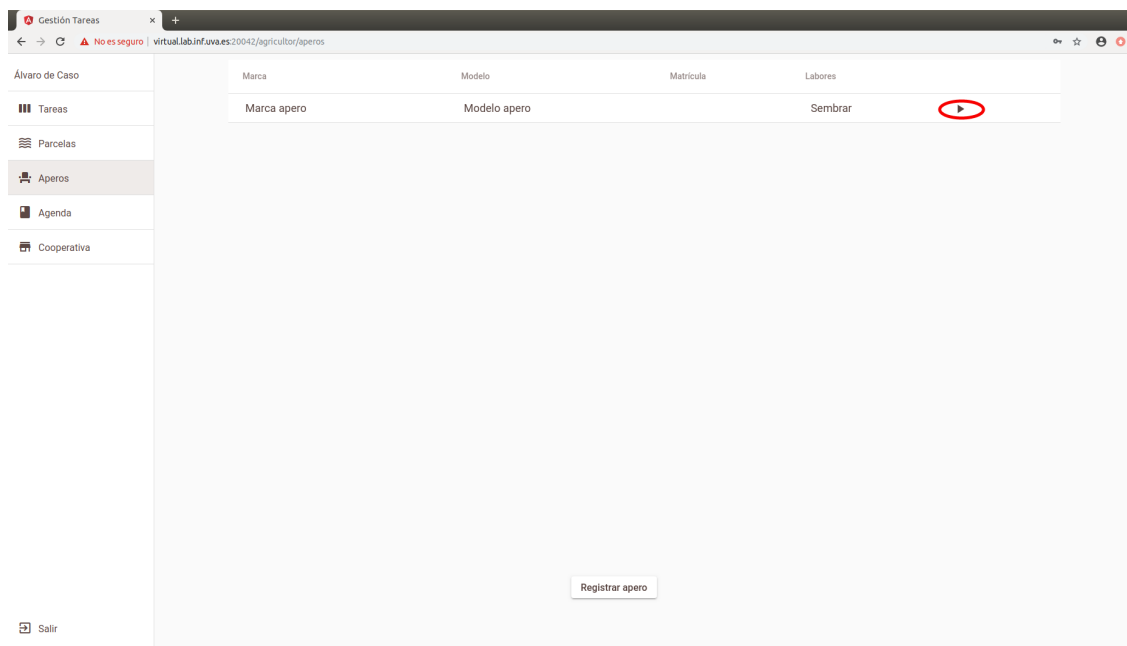 Gestión Tareas
No es seguro | virtual.lab.inf.uva.es:20042/agricultor/aperos
Álvaro de Caso
Tareas
Parcelas
Aperos
Agenda
Cooperativa
Salir
Marca Modelo Matrícula Labores
Marca apero Modelo apero Sembrar
Registrar apero